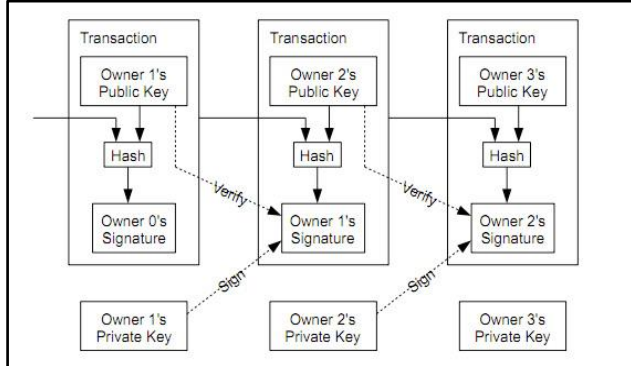 Transaction
Transaction
Transaction
Owner 1's
Public Key
Owner 2's
Public Key
Owner 3's
Public Key
Hash
Hash
Hash
Verify
Verify
Owner 0's
Signature
Owner 1's
Signature
Owner 2's
Signature
Sign
Sign
Owner 1's
Private Key
Owner 2's
Private Key
Owner 3's
Private Key